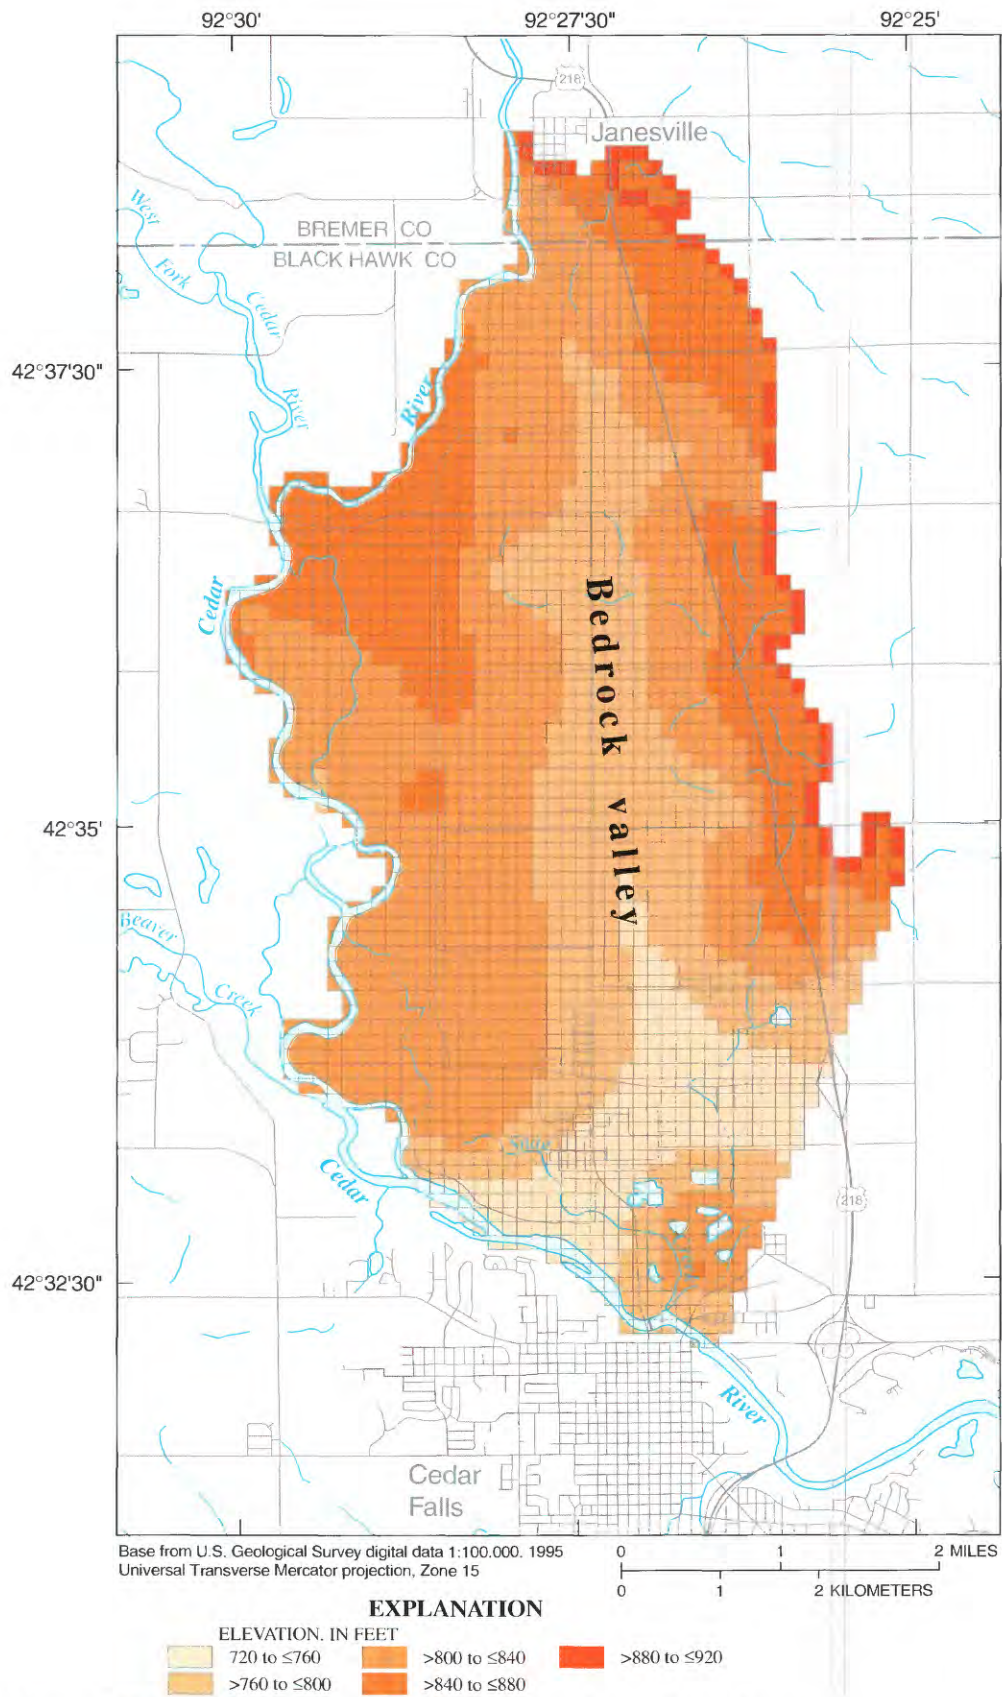 92°30'
92°27'30"
92°25'
218
Janesville
West
Fork
Cedar
River
BREMER CO
BLACK HAWK CO
42°37'30"
River
Cedar
Bedrock valley
42°35'
Beaver
Creek
Cedar
218
42°32'30"
River
Cedar
Falls
Base from U.S. Geological Survey digital data 1:100.000. 1995
Universal Transverse Mercator projection, Zone 15
0 1 2 MILES
0 1 2 KILOMETERS
EXPLANATION
ELEVATION. IN FEET
720 to ≤760
>800 to ≤840
>880 to ≤920
>760 to ≤800
>840 to ≤880